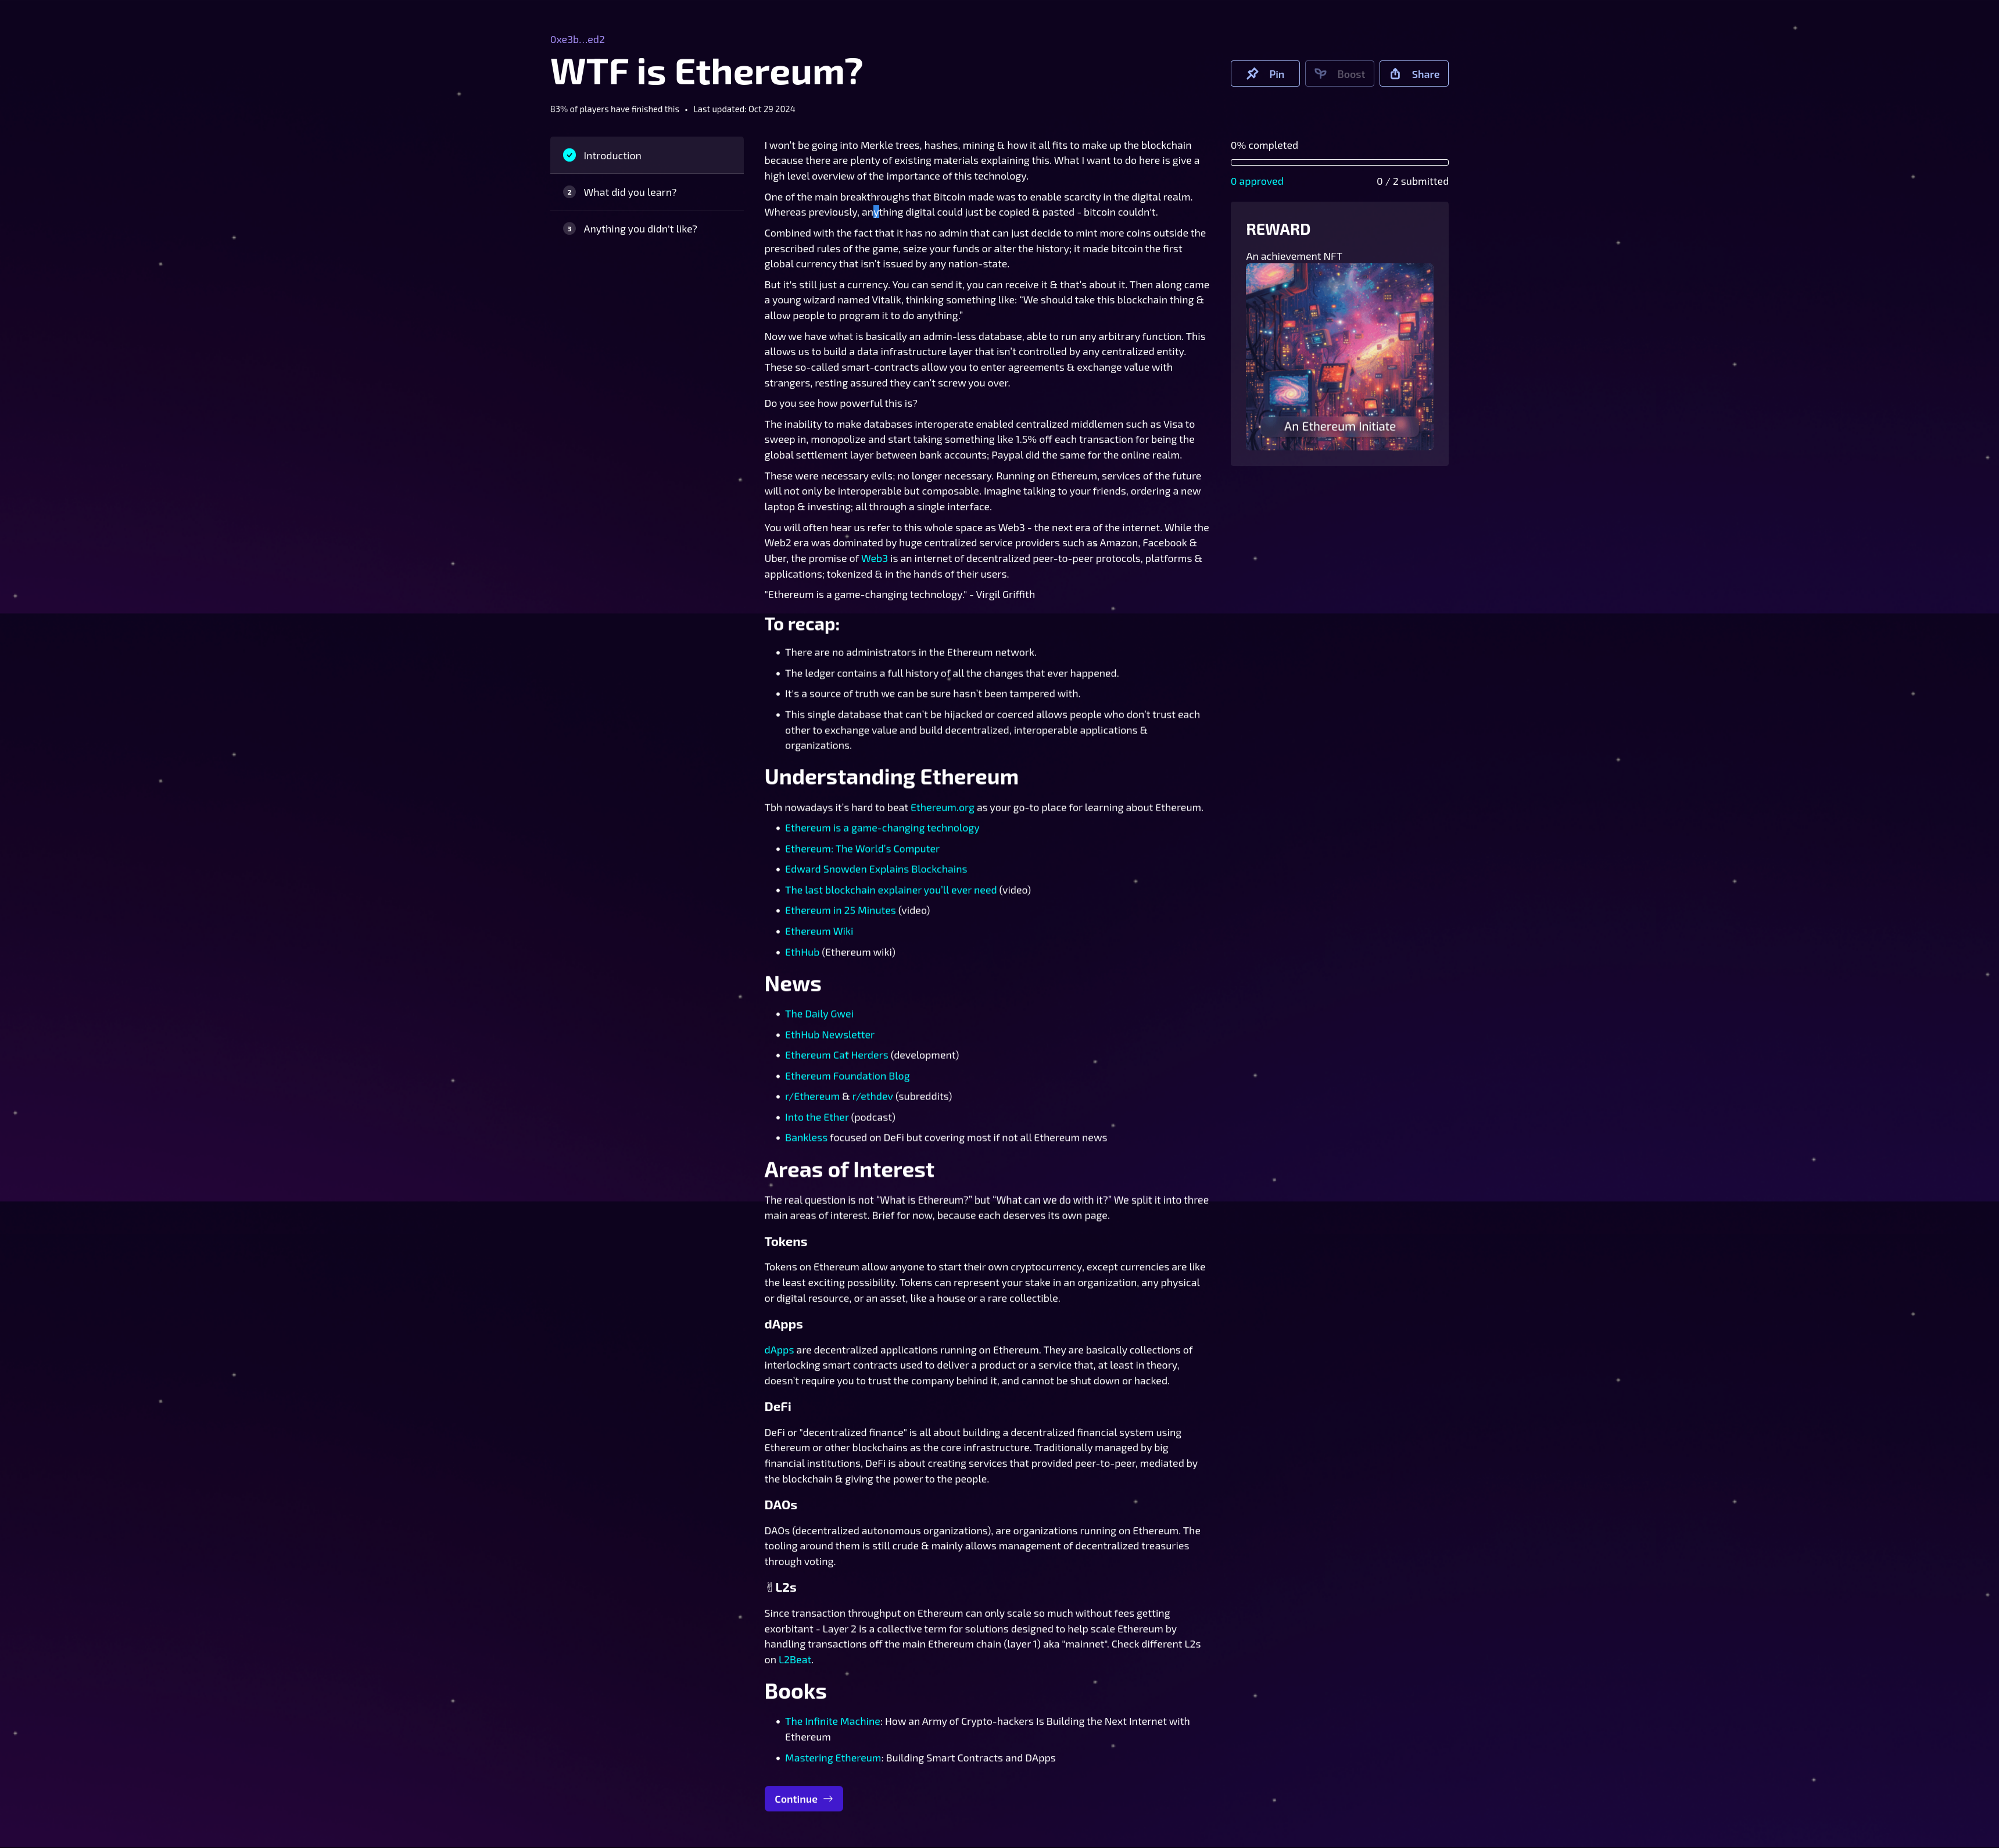 0xe3b...ed2
WTF is Ethereum?
Pin
Boost
Share
83% of players have finished this • Last updated: Oct 29 2024
Introduction
2 What did you learn?
3 Anything you didn't like?
I won't be going into Merkle trees, hashes, mining & how it all fits to make up the blockchain
because there are plenty of existing materials explaining this. What I want to do here is give a
high level overview of the importance of this technology.
One of the main breakthroughs that Bitcoin made was to enable scarcity in the digital realm.
Whereas previously, anything digital could just be copied & pasted - bitcoin couldn't.
Combined with the fact that it has no admin that can just decide to mint more coins outside the
prescribed rules of the game, seize your funds or alter the history; it made bitcoin the first
global currency that isn't issued by any nation-state.
But it's still just a currency. You can send it, you can receive it & that's about it. Then along came
a young wizard named Vitalik, thinking something like: "We should take this blockchain thing &
allow people to program it to do anything."
Now we have what is basically an admin-less database, able to run any arbitrary function. This
allows us to build a data infrastructure layer that isn't controlled by any centralized entity.
These so-called smart-contracts allow you to enter agreements & exchange value with
strangers, resting assured they can't screw you over.
Do you see how powerful this is?
The inability to make databases interoperate enabled centralized middlemen such as Visa to
sweep in, monopolize and start taking something like 1.5% off each transaction for being the
global settlement layer between bank accounts; Paypal did the same for the online realm.
These were necessary evils; no longer necessary. Running on Ethereum, services of the future
will not only be interoperable but composable. Imagine talking to your friends, ordering a new
laptop & investing; all through a single interface.
You will often hear us refer to this whole space as Web3 - the next era of the internet. While the
Web2 era was dominated by huge centralized service providers such as Amazon, Facebook &
Uber, the promise of Web3 is an internet of decentralized peer-to-peer protocols, platforms &
applications; tokenized & in the hands of their users.
"Ethereum is a game-changing technology." - Virgil Griffith
To recap:
• There are no administrators in the Ethereum network.
• The ledger contains a full history of all the changes that ever happened.
• It's a source of truth we can be sure hasn't been tampered with.
• This single database that can't be hijacked or coerced allows people who don't trust each
other to exchange value and build decentralized, interoperable applications &
organizations.
Understanding Ethereum
Tbh nowadays it's hard to beat Ethereum.org as your go-to place for learning about Ethereum.
• Ethereum is a game-changing technology
• Ethereum: The World's Computer
• Edward Snowden Explains Blockchains
• The last blockchain explainer you'll ever need (video)
• Ethereum in 25 Minutes (video)
• Ethereum Wiki
• EthHub (Ethereum wiki)
News
• The Daily Gwei
• EthHub Newsletter
• Ethereum Cat Herders (development)
• Ethereum Foundation Blog
• r/Ethereum & r/ethdev (subreddits)
• Into the Ether (podcast)
• Bankless focused on DeFi but covering most if not all Ethereum news
Areas of Interest
The real question is not "What is Ethereum?" but "What can we do with it?" We split it into three
main areas of interest. Brief for now, because each deserves its own page.
Tokens
Tokens on Ethereum allow anyone to start their own cryptocurrency, except currencies are like
the least exciting possibility. Tokens can represent your stake in an organization, any physical
or digital resource, or an asset, like a house or a rare collectible.
dApps
dApps are decentralized applications running on Ethereum. They are basically collections of
interlocking smart contracts used to deliver a product or a service that, at least in theory,
doesn't require you to trust the company behind it, and cannot be shut down or hacked.
DeFi
DeFi or "decentralized finance" is all about building a decentralized financial system using
Ethereum or other blockchains as the core infrastructure. Traditionally managed by big
financial institutions, DeFi is about creating services that provided peer-to-peer, mediated by
the blockchain & giving the power to the people.
DAOs
DAOs (decentralized autonomous organizations), are organizations running on Ethereum. The
tooling around them is still crude & mainly allows management of decentralized treasuries
through voting.
✌ L2s
Since transaction throughput on Ethereum can only scale so much without fees getting
exorbitant - Layer 2 is a collective term for solutions designed to help scale Ethereum by
handling transactions off the main Ethereum chain (layer 1) aka "mainnet". Check different L2s
on L2Beat.
Books
• The Infinite Machine: How an Army of Crypto-hackers Is Building the Next Internet with
Ethereum
• Mastering Ethereum: Building Smart Contracts and DApps
Continue →
0% completed
0 approved
0 / 2 submitted
REWARD
An achievement NFT
An Ethereum Initiate